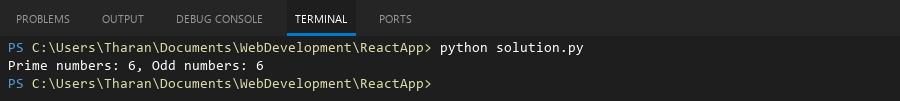 PROBLEMS OUTPUT DEBUG CONSOLE TERMINAL PORTS
PS C:\Users\Tharan\Documents\WebDevelopment\ReactApp> python solution.py
Prime numbers: 6, Odd numbers: 6
PS C:\Users\Tharan\Documents\WebDevelopment\ReactApp>